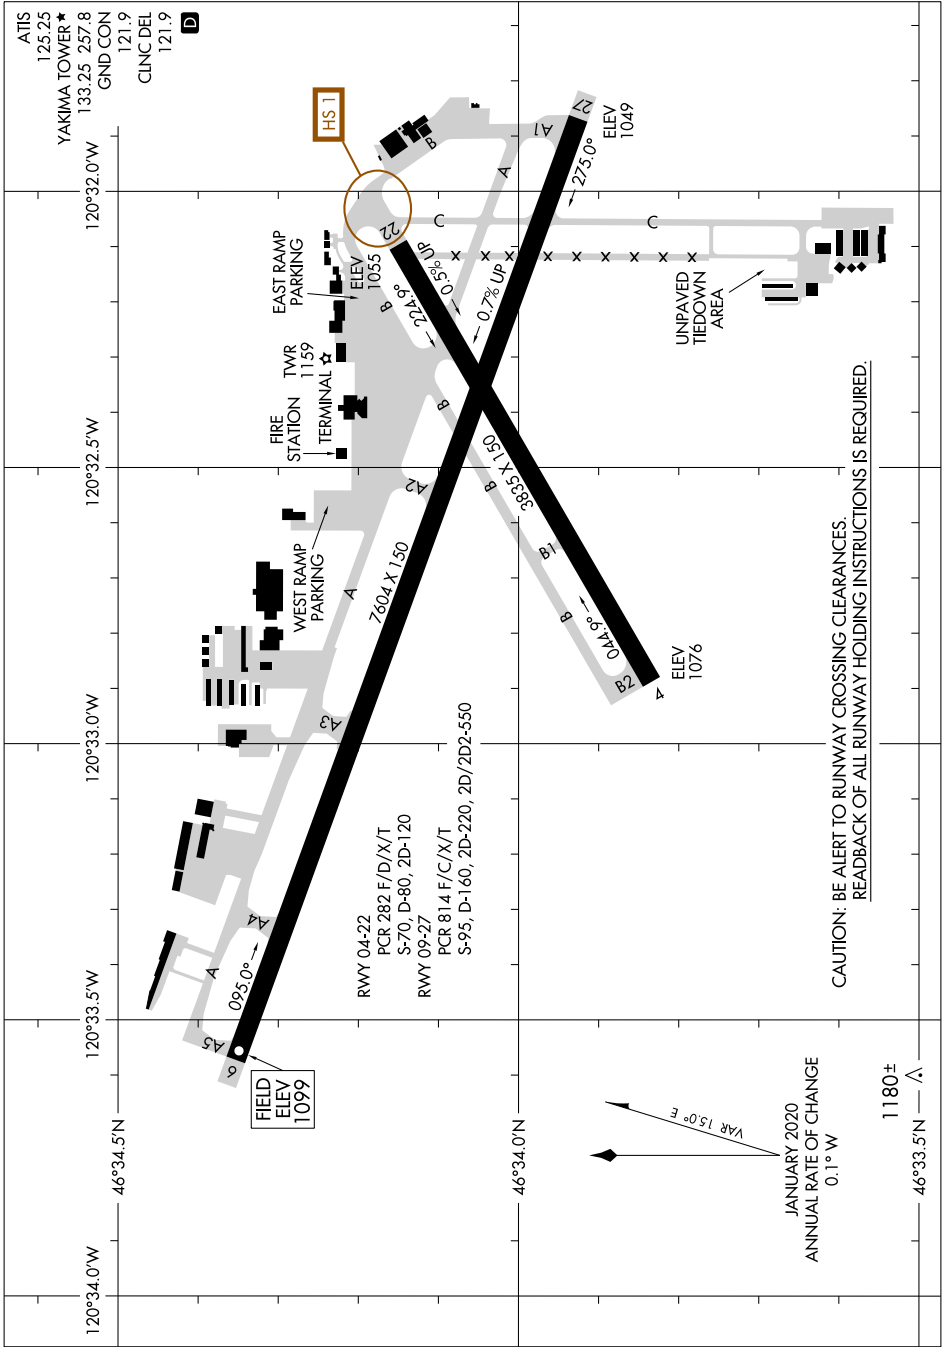 ATIS
125.25
YAKIMA TOWER★
133.25 257.8
GND CON
121.9
CLNC DEL
121.9
D
HS 1
120°32.0'W
120°32.5'W
120°33.0'W
120°33.5'W
120°34.0'W
46°34.5'N
46°34.0'N
46°33.5'N
EAST RAMP
PARKING
ELEV
1055
TWR
1159
TERMINAL
FIRE
STATION
WEST RAMP
PARKING
UNPAVED
TIEDOWN
AREA
ELEV
1049
27
275.0°
0.7% UP
22
224.9°
0.5% UP
7604 X 150
3835 X 150
044.9°
4
ELEV
1076
095.0°
9
FIELD
ELEV
1099
A
A
A
A1
A2
A3
A4
A5
B
B
B
B
B
B1
B2
C
C
X X X X X X X X
RWY 04-22
PCR 282 F/D/X/T
S-70, D-80, 2D-120
RWY 09-27
PCR 814 F/C/X/T
S-95, D-160, 2D-220, 2D/2D2-550
CAUTION: BE ALERT TO RUNWAY CROSSING CLEARANCES.
READBACK OF ALL RUNWAY HOLDING INSTRUCTIONS IS REQUIRED.
VAR 15.0° E
JANUARY 2020
ANNUAL RATE OF CHANGE
0.1° W
1180±